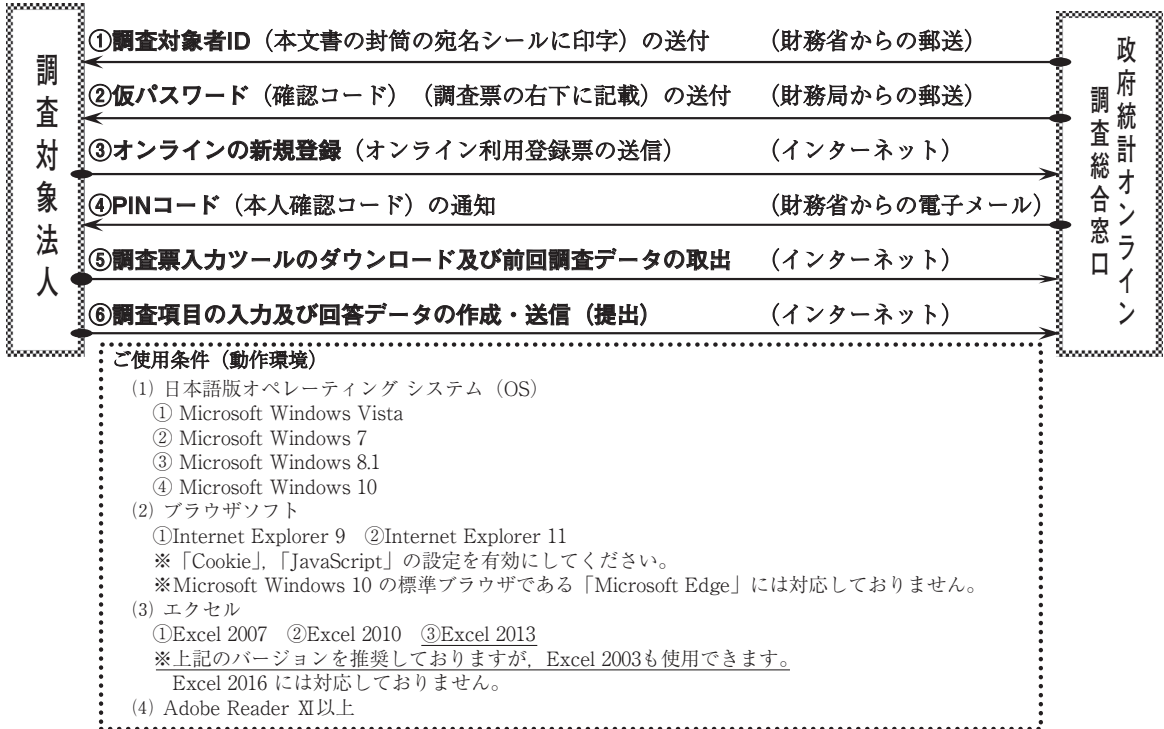 調査対象法人
①調査対象者ID（本文書の封筒の宛名シールに印字）の送付　（財務省からの郵送）
②仮パスワード（確認コード）（調査票の右下に記載）の送付　（財務局からの郵送）
③オンラインの新規登録（オンライン利用登録票の送信）　（インターネット）
④PINコード（本人確認コード）の通知　（財務省からの電子メール）
⑤調査票入力ツールのダウンロード及び前回調査データの取出　（インターネット）
⑥調査項目の入力及び回答データの作成・送信（提出）　（インターネット）
政府統計オンライン
調査総合窓口
ご使用条件（動作環境）
⑴ 日本語版オペレーティング システム（OS）
① Microsoft Windows Vista
② Microsoft Windows 7
③ Microsoft Windows 8.1
④ Microsoft Windows 10
⑵ ブラウザソフト
①Internet Explorer 9　②Internet Explorer 11
※「Cookie」，「JavaScript」の設定を有効にしてください。
※Microsoft Windows 10 の標準ブラウザである「Microsoft Edge」には対応しておりません。
⑶ エクセル
①Excel 2007　②Excel 2010　③Excel 2013
※上記のバージョンを推奨しておりますが，Excel 2003も使用できます。
Excel 2016 には対応しておりません。
⑷ Adobe Reader Ⅺ以上